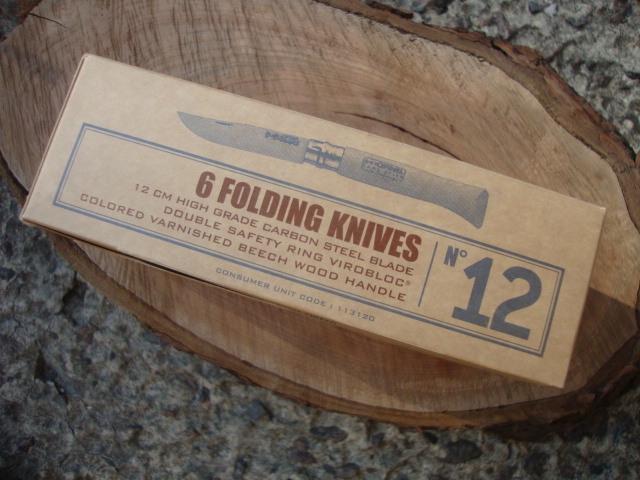 6 FOLDING KNIVES
12 CM HIGH GRADE CARBON STEEL BLADE
DOUBLE SAFETY RING VIROBLOC®
COLORED VARNISHED BEECH WOOD HANDLE
N° 12
CONSUMER UNIT CODE : 113120